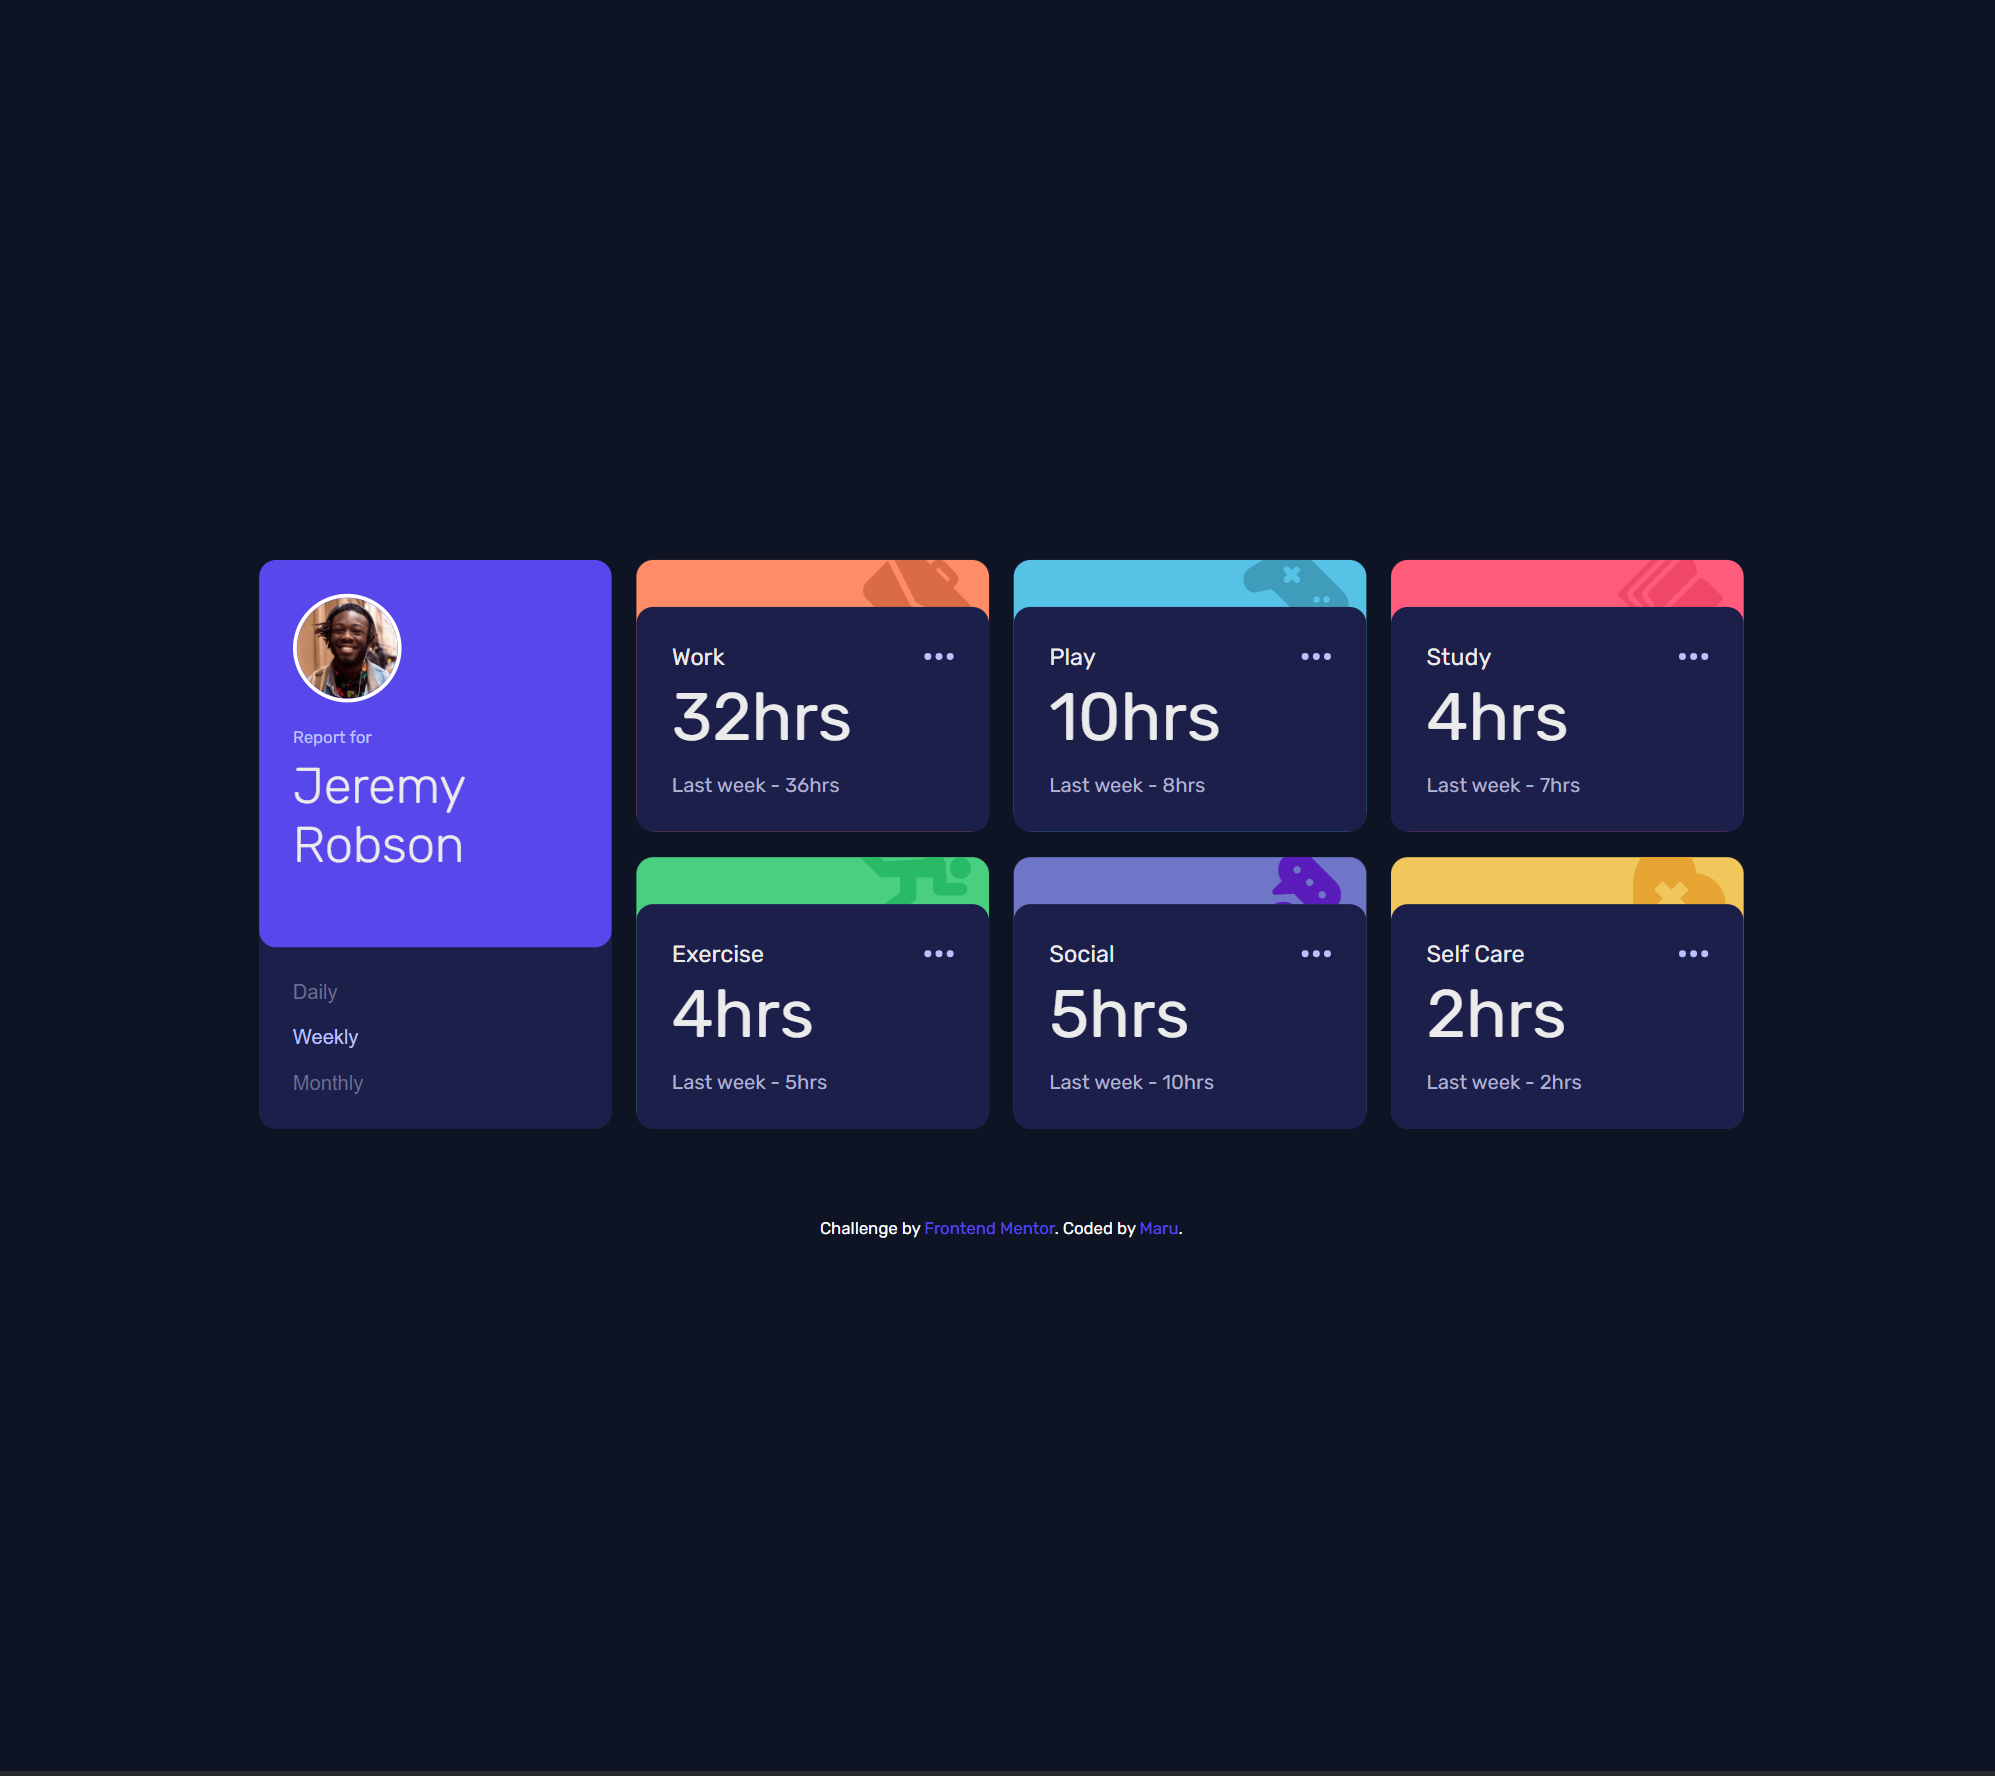 Report for
Jeremy
Robson
Daily
Weekly
Monthly
Work
32hrs
Last week - 36hrs
Play
10hrs
Last week - 8hrs
Study
4hrs
Last week - 7hrs
Exercise
4hrs
Last week - 5hrs
Social
5hrs
Last week - 10hrs
Self Care
2hrs
Last week - 2hrs
Challenge by Frontend Mentor. Coded by Maru.